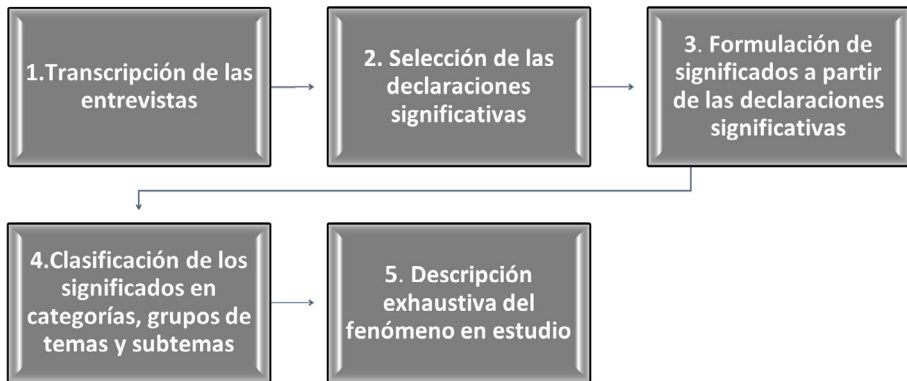 1.Transcripción de las
entrevistas
2. Selección de las
declaraciones
significativas
3. Formulación de
significados a partir
de las declaraciones
significativas
4.Clasificación de los
significados en
categorías, grupos de
temas y subtemas
5. Descripción
exhaustiva del
fenómeno en estudio